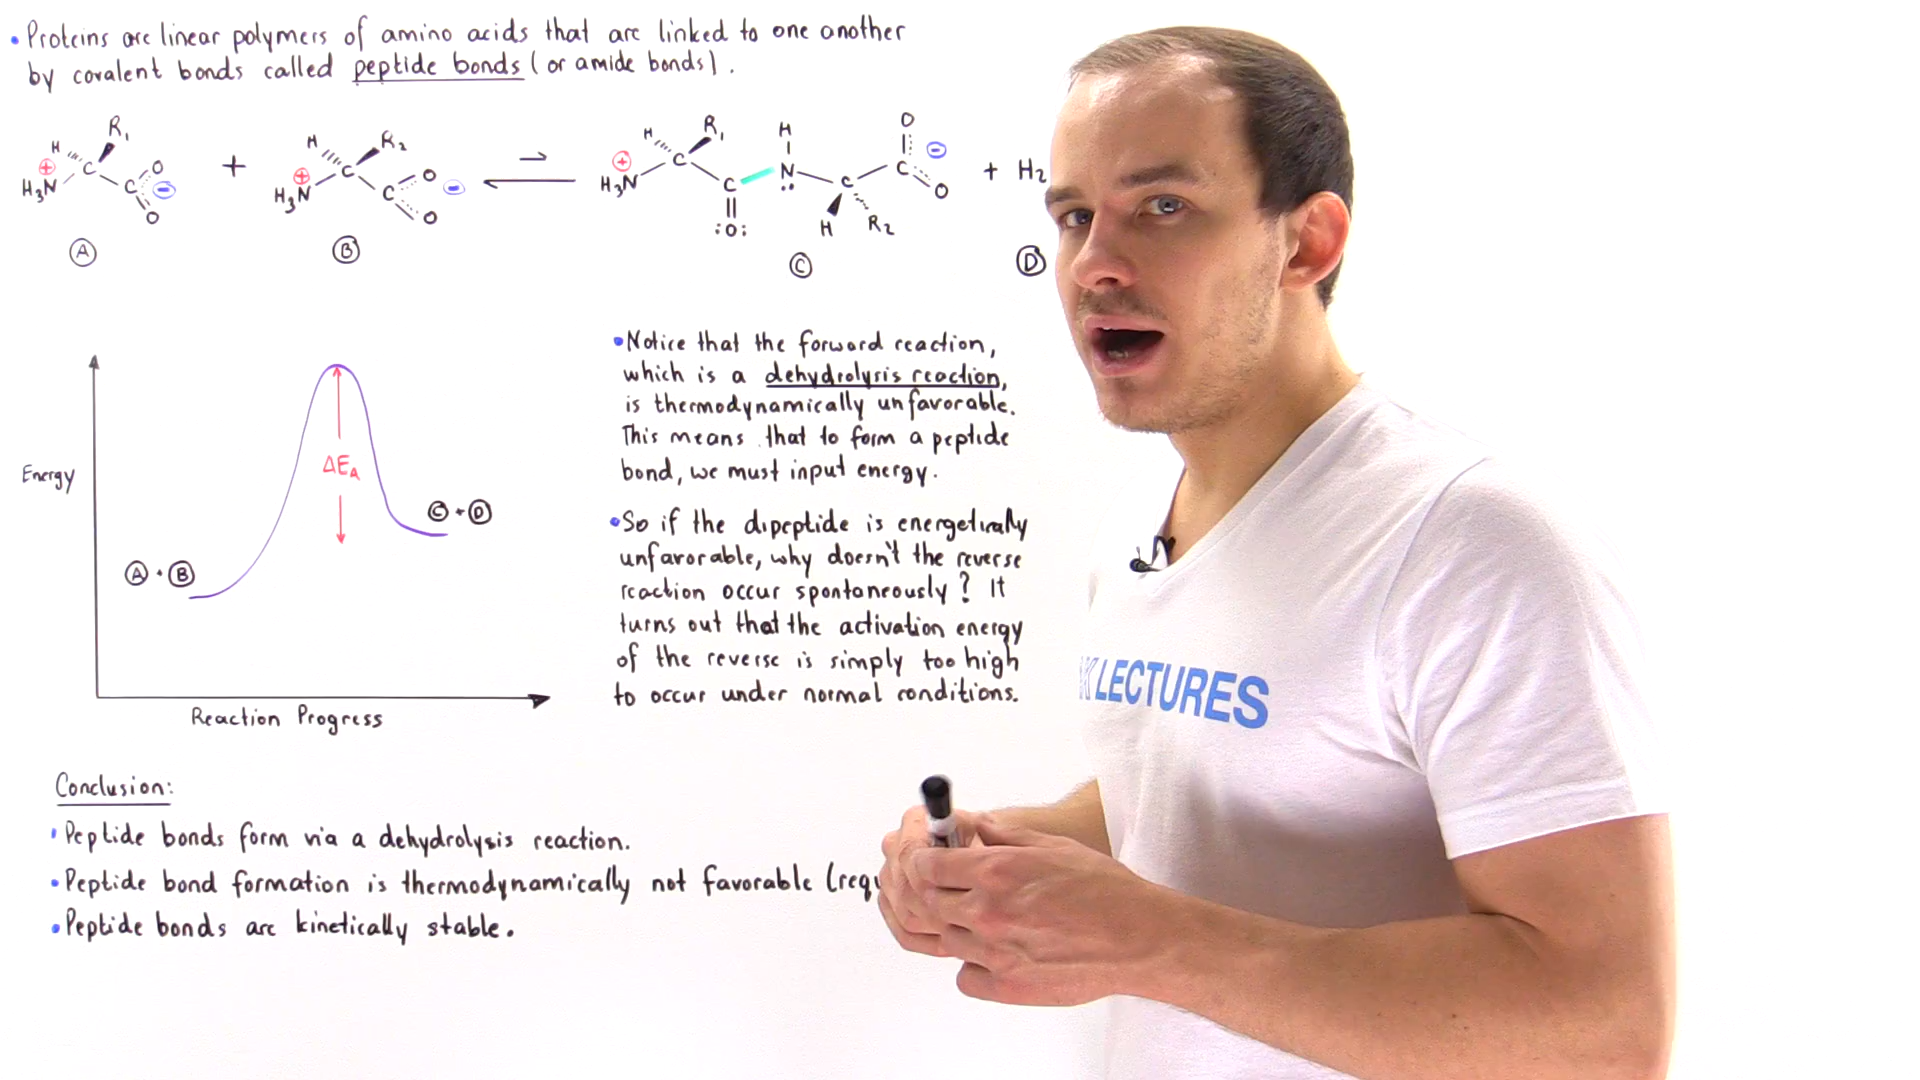 • Proteins are linear polymers of amino acids that are linked to one another
by covalent bonds called peptide bonds (or amide bonds).
H R₁ H₃N ⊕ C C O O ⊖
+
H R₂ H₃N ⊕ C C O O ⊖
H R₁ H₃N ⊕ C C :O: H N C H R₂ C O O ⊖
+ H₂
Ⓐ Ⓑ Ⓒ Ⓓ
Energy
ΔE_A
Ⓐ + Ⓑ
Ⓒ + Ⓓ
Reaction Progress
• Notice that the forward reaction,
which is a dehydrolysis reaction,
is thermodynamically unfavorable.
This means that to form a peptide
bond, we must input energy.
• So if the dipeptide is energetically
unfavorable, why doesn't the reverse
reaction occur spontaneously? It
turns out that the activation energy
of the reverse is simply too high
to occur under normal conditions.
Conclusion:
• Peptide bonds form via a dehydrolysis reaction.
• Peptide bond formation is thermodynamically not favorable (requ
• Peptide bonds are kinetically stable.
LECTURES